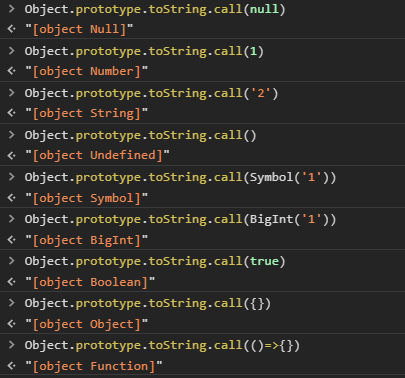 > Object.prototype.toString.call(null)
"[object Null]"
> Object.prototype.toString.call(1)
"[object Number]"
> Object.prototype.toString.call('2')
"[object String]"
> Object.prototype.toString.call()
"[object Undefined]"
> Object.prototype.toString.call(Symbol('1'))
"[object Symbol]"
> Object.prototype.toString.call(BigInt('1'))
"[object BigInt]"
> Object.prototype.toString.call(true)
"[object Boolean]"
> Object.prototype.toString.call({})
"[object Object]"
> Object.prototype.toString.call(()=>{})
"[object Function]"